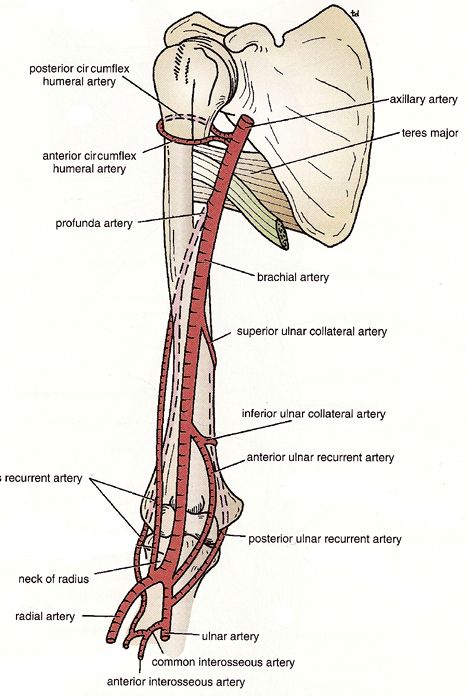 posterior circumflex
humeral artery
axillary artery
teres major
anterior circumflex
humeral artery
profunda artery
brachial artery
superior ulnar collateral artery
inferior ulnar collateral artery
anterior ulnar recurrent artery
s recurrent artery
posterior ulnar recurrent artery
neck of radius
radial artery
ulnar artery
common interosseous artery
anterior interosseous artery